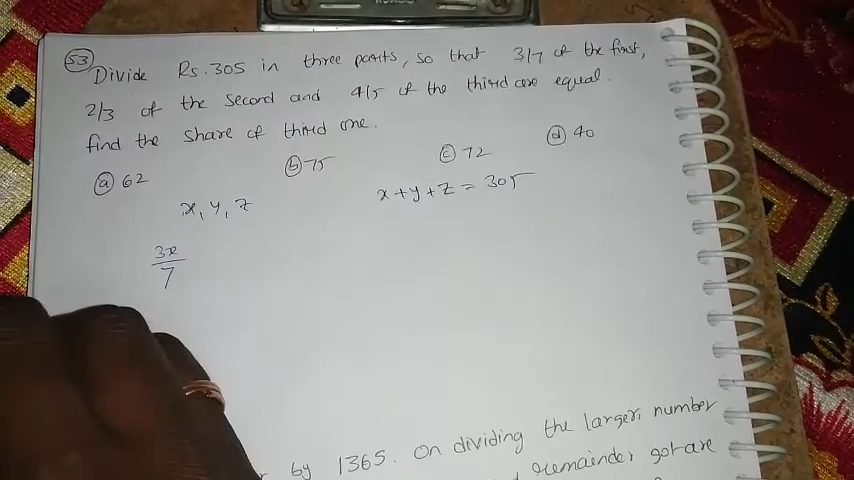 53 Divide Rs.305 in three parts, so that 3/7 of the first,
2/3 of the second and 4/5 of the third are equal.
find the share of third one.
a 62 b 75 c 72 d 40
x, y, z x+y+z=305
3x/7
by 1365. On dividing the larger number
remainder got are